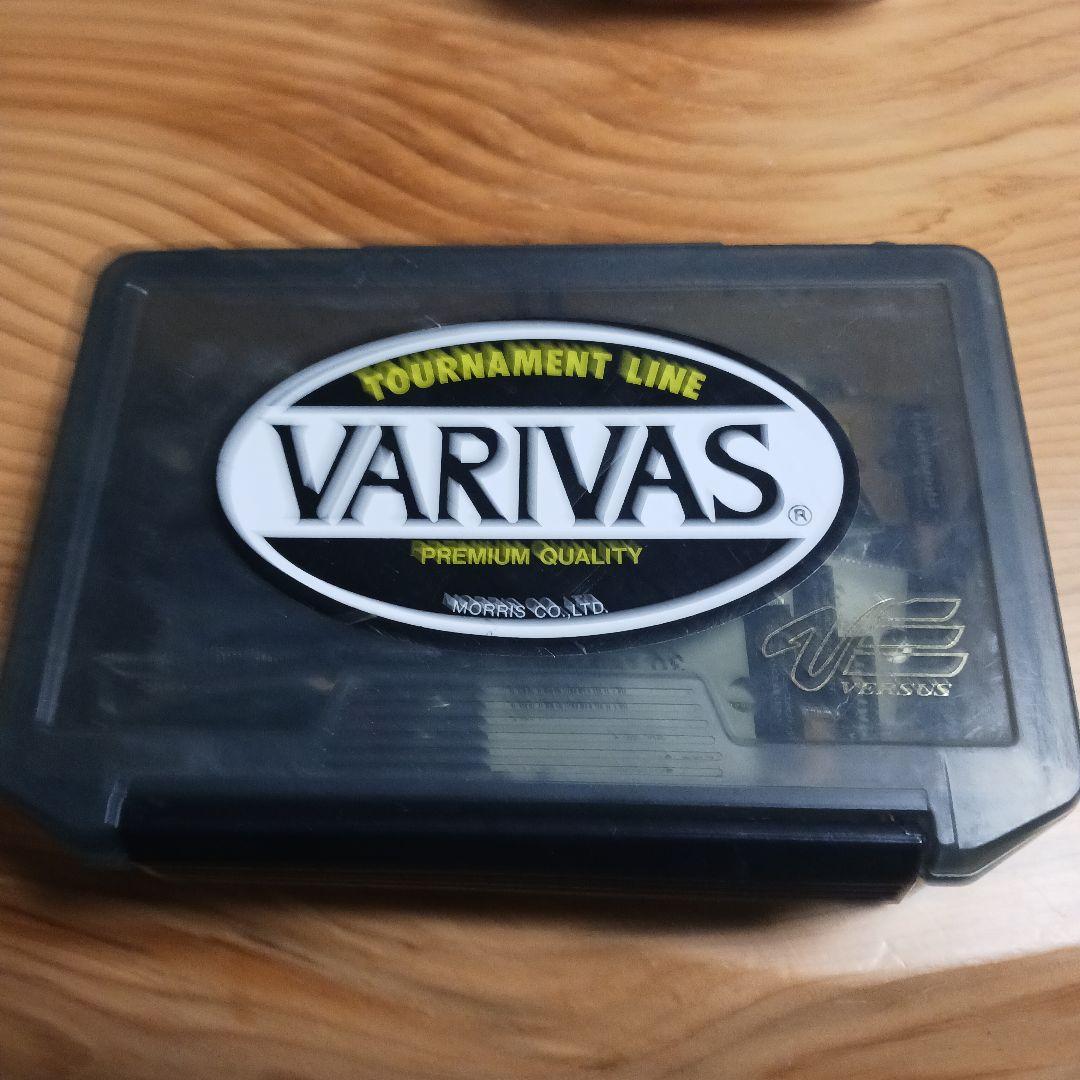 TOURNAMENT LINE
VARIVAS®
PREMIUM QUALITY
MORRIS CO.,LTD.
VERSUS